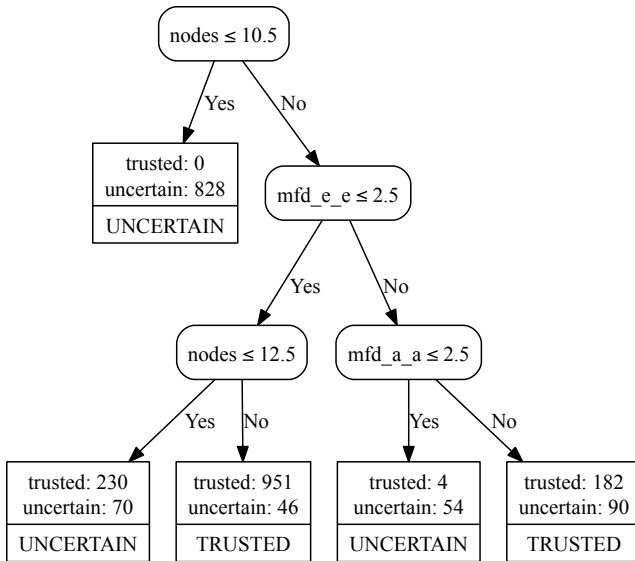 nodes ≤ 10.5
Yes
No
trusted: 0
uncertain: 828
UNCERTAIN
mfd_e_e ≤ 2.5
Yes
No
nodes ≤ 12.5
mfd_a_a ≤ 2.5
Yes
No
Yes
No
trusted: 230
uncertain: 70
UNCERTAIN
trusted: 951
uncertain: 46
TRUSTED
trusted: 4
uncertain: 54
UNCERTAIN
trusted: 182
uncertain: 90
TRUSTED